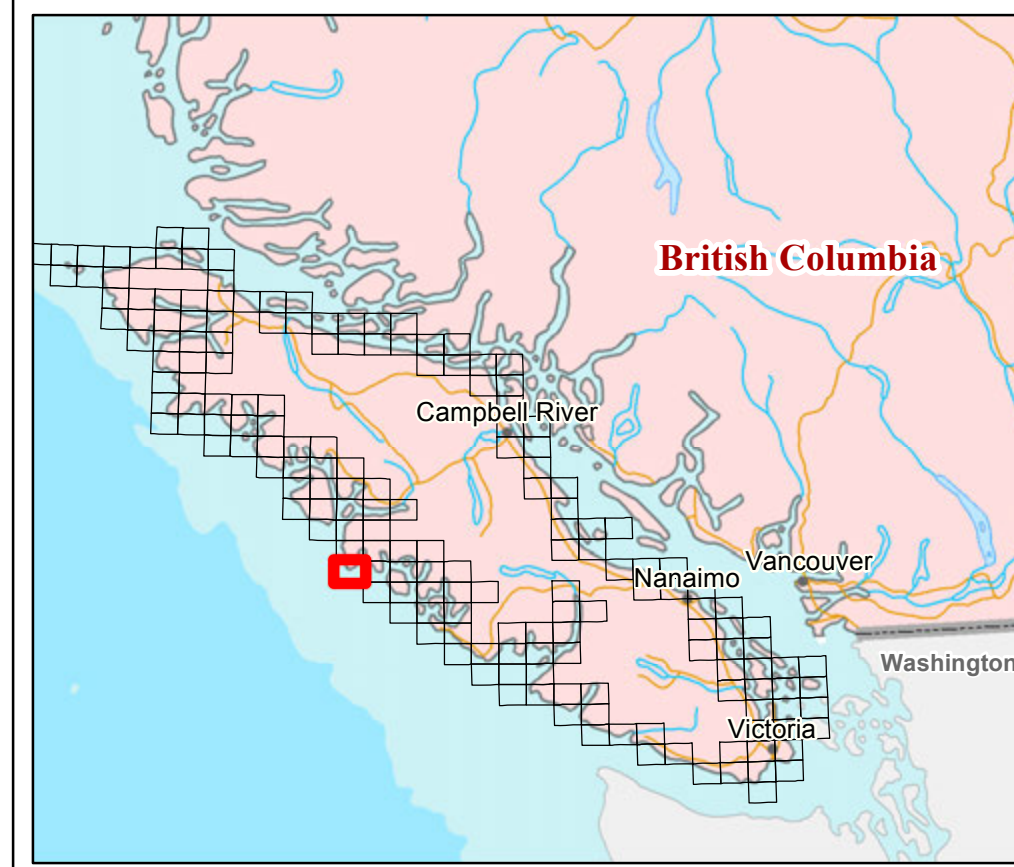 British Columbia
Campbell River
Vancouver
Nanaimo
Washington
Victoria